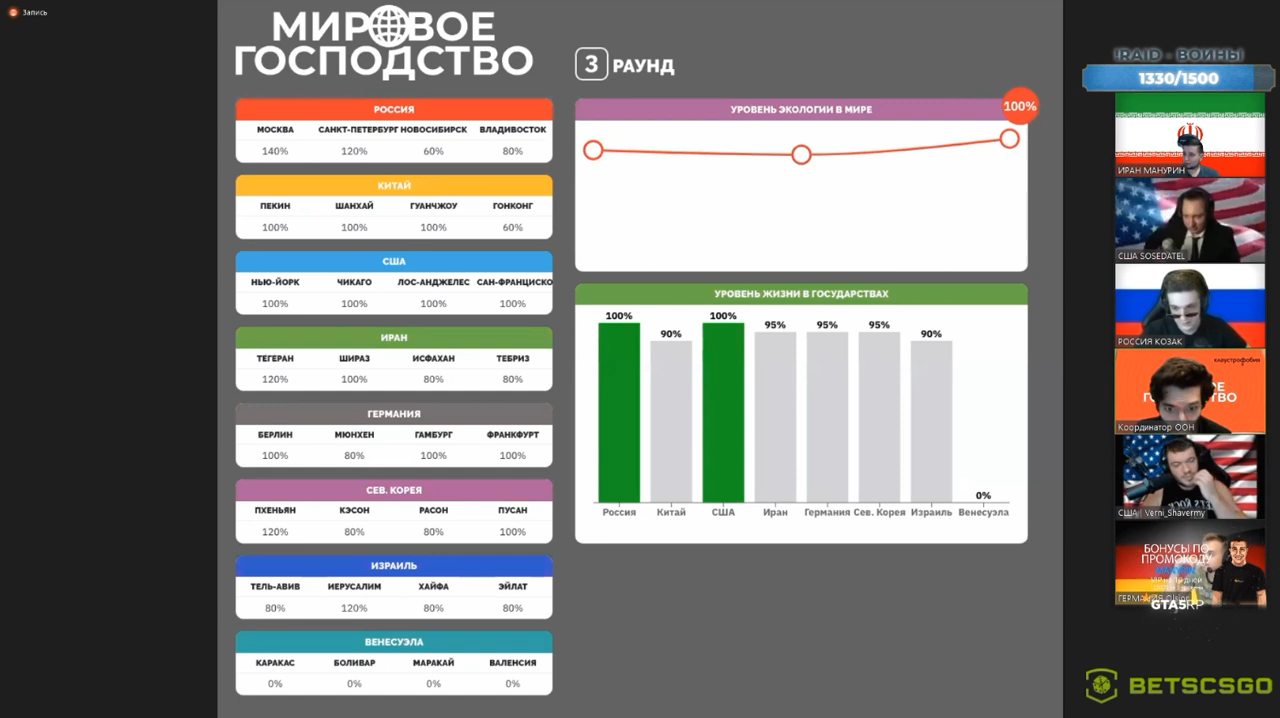 Запись
МИРОВОЕ
ГОСПОДСТВО
3 РАУНД
РОССИЯ
МОСКВА САНКТ-ПЕТЕРБУРГ НОВОСИБИРСК ВЛАДИВОСТОК
140% 120% 60% 80%
КИТАЙ
ПЕКИН ШАНХАЙ ГУАНЧЖОУ ГОНКОНГ
100% 100% 100% 60%
США
НЬЮ-ЙОРК ЧИКАГО ЛОС-АНДЖЕЛЕС САН-ФРАНЦИСКО
100% 100% 100% 100%
ИРАН
ТЕГЕРАН ШИРАЗ ИСФАХАН ТЕБРИЗ
120% 100% 80% 80%
ГЕРМАНИЯ
БЕРЛИН МЮНХЕН ГАМБУРГ ФРАНКФУРТ
100% 80% 100% 100%
СЕВ. КОРЕЯ
ПХЕНЬЯН КЭСОН РАСОН ПУСАН
120% 80% 80% 100%
ИЗРАИЛЬ
ТЕЛЬ-АВИВ ИЕРУСАЛИМ ХАЙФА ЭЙЛАТ
80% 120% 80% 80%
ВЕНЕСУЭЛА
КАРАКАС БОЛИВАР МАРАКАЙ ВАЛЕНСИЯ
0% 0% 0% 0%
УРОВЕНЬ ЭКОЛОГИИ В МИРЕ
100%
УРОВЕНЬ ЖИЗНИ В ГОСУДАРСТВАХ
100% 90% 100% 95% 95% 95% 90% 0%
Россия Китай США Иран Германия Сев. Корея Израиль Венесуэла
!RAID - ВОИНЫ
1330/1500
ИРАН МАНУРИН
США SOSEDATEL
РОССИЯ КОЗАК
клаустрофобия
Координатор ООН
США | Verni_Shavermy
БОНУСЫ ПО
ПРОМОКОДУ
GTA5RP
BETSCSGO